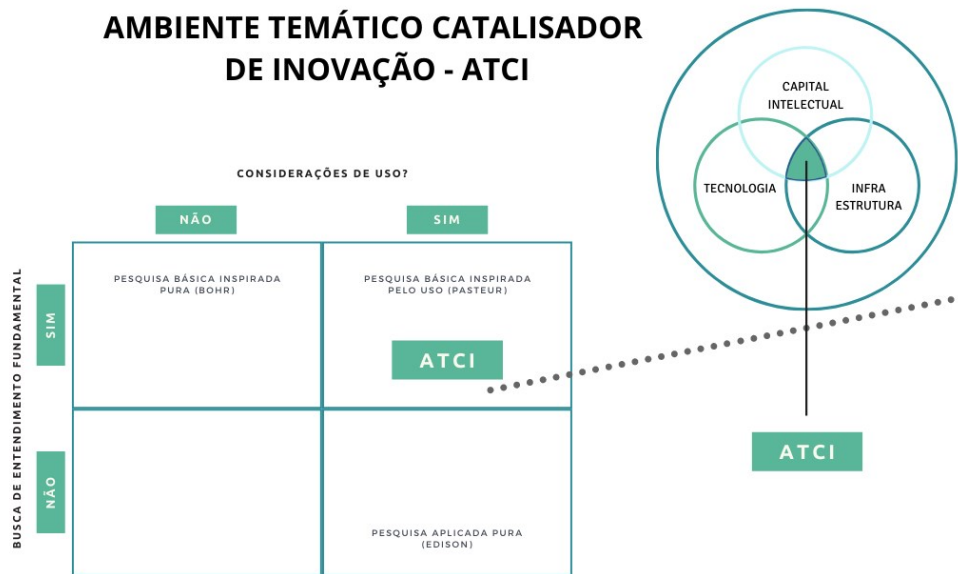 AMBIENTE TEMÁTICO CATALISADOR
DE INOVAÇÃO - ATCI
CONSIDERAÇÕES DE USO?
NÃO
SIM
BUSCA DE ENTENDIMENTO FUNDAMENTAL
SIM
NÃO
PESQUISA BÁSICA INSPIRADA
PURA (BOHR)
PESQUISA BÁSICA INSPIRADA
PELO USO (PASTEUR)
ATCI
PESQUISA APLICADA PURA
(EDISON)
CAPITAL
INTELECTUAL
TECNOLOGIA
INFRA
ESTRUTURA
ATCI